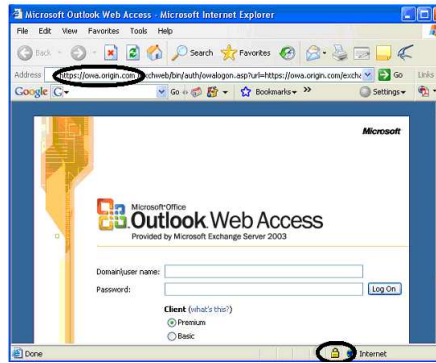 Microsoft Outlook Web Access - Microsoft Internet Explorer
File Edit View Favorites Tools Help
Back Search Favorites
Address https://owa.origin.com/exchweb/bin/auth/owalogon.asp?url=https://owa.origin.com/excha Go Links
Google G Go Bookmarks Settings
Microsoft
Microsoft Office
Outlook Web Access
Provided by Microsoft Exchange Server 2003
Domain\user name:
Password: Log On
Client (what's this?)
Premium
Basic
Done Internet